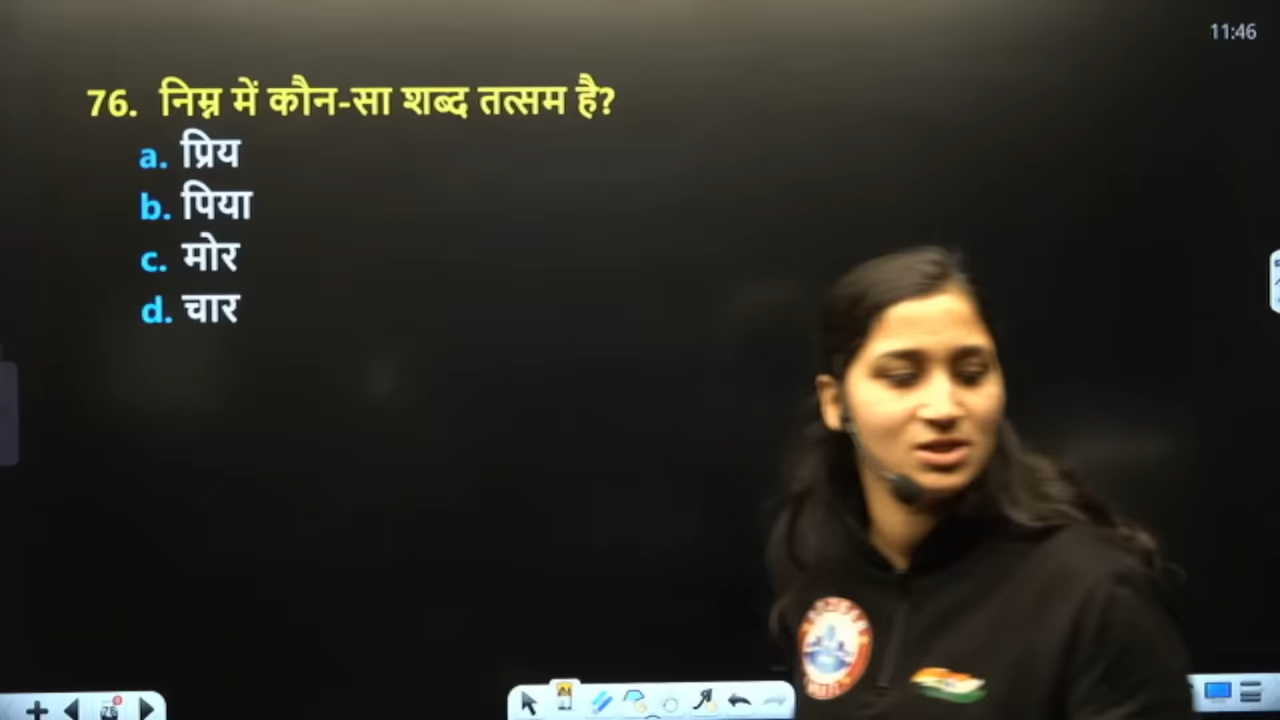 11:46
76. निम्न में कौन-सा शब्द तत्सम है?
a. प्रिय
b. पिया
c. मोर
d. चार